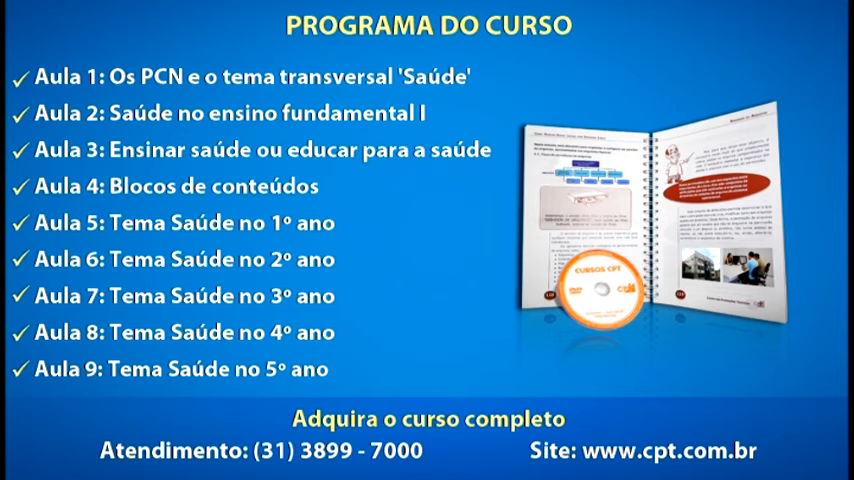 PROGRAMA DO CURSO
Aula 1: Os PCN e o tema transversal 'Saúde'
Aula 2: Saúde no ensino fundamental I
Aula 3: Ensinar saúde ou educar para a saúde
Aula 4: Blocos de conteúdos
Aula 5: Tema Saúde no 1º ano
Aula 6: Tema Saúde no 2º ano
Aula 7: Tema Saúde no 3º ano
Aula 8: Tema Saúde no 4º ano
Aula 9: Tema Saúde no 5º ano
CURSOS CPT
DVD
Adquira o curso completo
Atendimento: (31) 3899 - 7000
Site: www.cpt.com.br